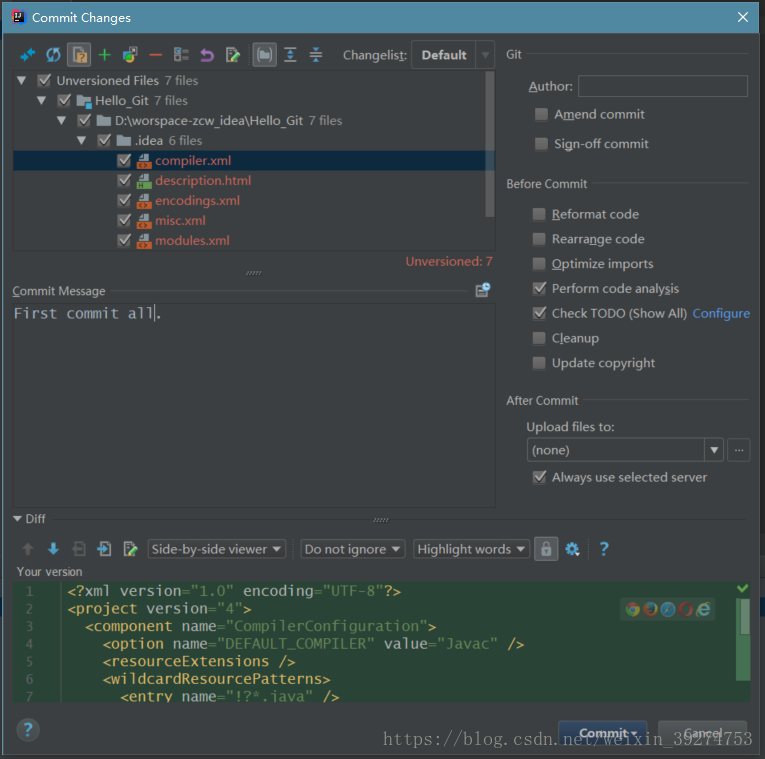 Commit Changes
Changelist: Default
Git
Unversioned Files 7 files
Hello_Git 7 files
D:\worspace-zcw_idea\Hello_Git 7 files
.idea 6 files
compiler.xml
description.html
encodings.xml
misc.xml
modules.xml
Unversioned: 7
Author:
Amend commit
Sign-off commit
Before Commit
Reformat code
Rearrange code
Optimize imports
Perform code analysis
Check TODO (Show All) Configure
Cleanup
Update copyright
Commit Message
First commit all.
After Commit
Upload files to:
(none)
Always use selected server
Diff
Side-by-side viewer Do not ignore Highlight words
Your version
1 <?xml version="1.0" encoding="UTF-8"?>
2 <project version="4">
3 <component name="CompilerConfiguration">
4 <option name="DEFAULT_COMPILER" value="Javac" />
5 <resourceExtensions />
6 <wildcardResourcePatterns>
7 <entry name="!?*.java" />
Commit Cancel
https://blog.csdn.net/weixin_39274753